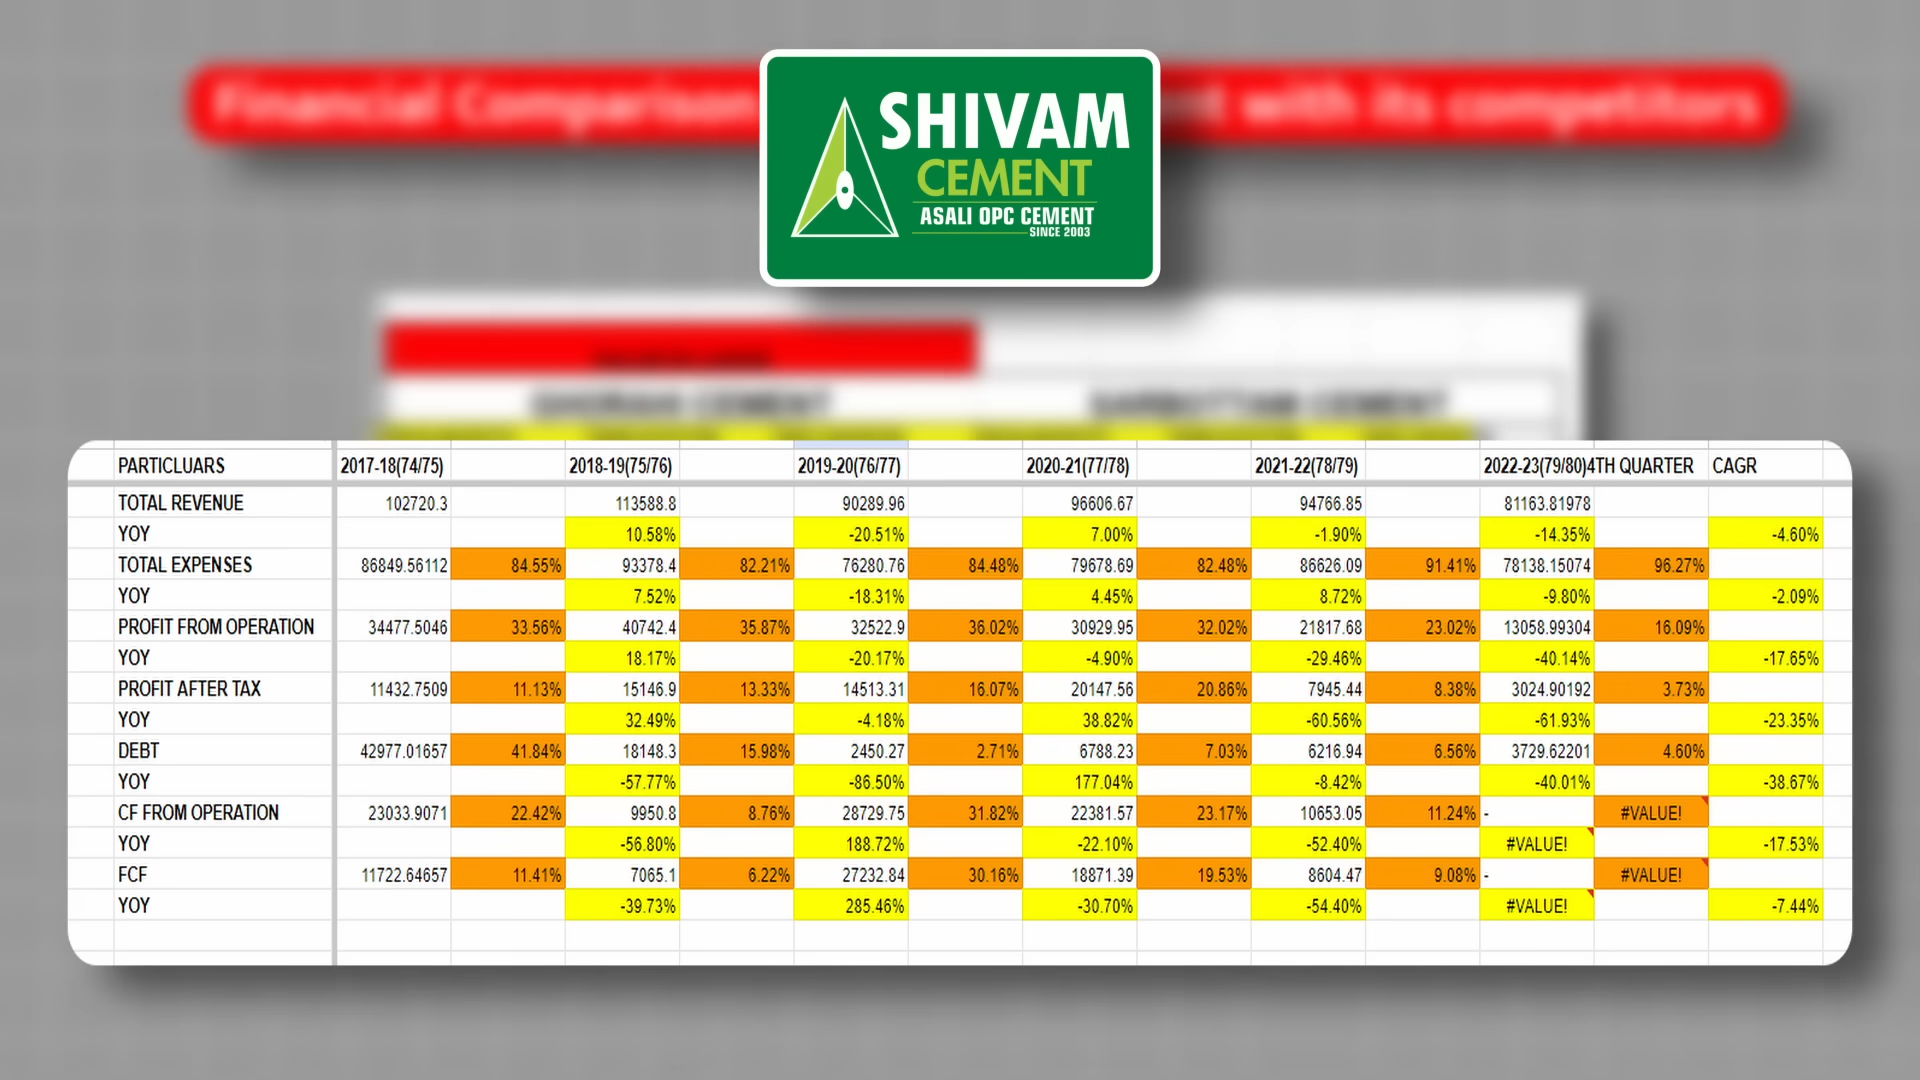 Financial Comparison
t with its competitors
SHIVAM
CEMENT
ASALI OPC CEMENT
SINCE 2003
GHORAHI CEMENT SARBOTTAM CEMENT
PARTICLUARS 2017-18(74/75) 2018-19(75/76) 2019-20(76/77) 2020-21(77/78) 2021-22(78/79) 2022-23(79/80)4TH QUARTER CAGR
TOTAL REVENUE 102720.3 113588.8 90289.96 96606.67 94766.85 81163.81978
YOY 10.58% -20.51% 7.00% -1.90% -14.35% -4.60%
TOTAL EXPENSES 86849.56112 84.55% 93378.4 82.21% 76280.76 84.48% 79678.69 82.48% 86626.09 91.41% 78138.15074 96.27%
YOY 7.52% -18.31% 4.45% 8.72% -9.80% -2.09%
PROFIT FROM OPERATION 34477.5046 33.56% 40742.4 35.87% 32522.9 36.02% 30929.95 32.02% 21817.68 23.02% 13058.99304 16.09%
YOY 18.17% -20.17% -4.90% -29.46% -40.14% -17.65%
PROFIT AFTER TAX 11432.7509 11.13% 15146.9 13.33% 14513.31 16.07% 20147.56 20.86% 7945.44 8.38% 3024.90192 3.73%
YOY 32.49% -4.18% 38.82% -60.56% -61.93% -23.35%
DEBT 42977.01657 41.84% 18148.3 15.98% 2450.27 2.71% 6788.23 7.03% 6216.94 6.56% 3729.62201 4.60%
YOY -57.77% -86.50% 177.04% -8.42% -40.01% -38.67%
CF FROM OPERATION 23033.9071 22.42% 9950.8 8.76% 28729.75 31.82% 22381.57 23.17% 10653.05 11.24% - #VALUE!
YOY -56.80% 188.72% -22.10% -52.40% #VALUE! -17.53%
FCF 11722.64657 11.41% 7065.1 6.22% 27232.84 30.16% 18871.39 19.53% 8604.47 9.08% - #VALUE!
YOY -39.73% 285.46% -30.70% -54.40% #VALUE! -7.44%